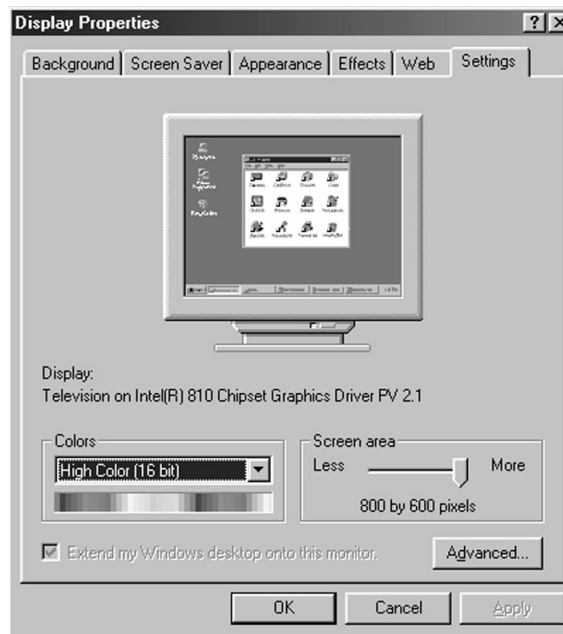 Display Properties
Background Screen Saver Appearance Effects Web Settings
Display:
Television on Intel(R) 810 Chipset Graphics Driver PV 2.1
Colors
High Color (16 bit)
Screen area
Less More
800 by 600 pixels
Extend my Windows desktop onto this monitor.
Advanced...
OK Cancel Apply